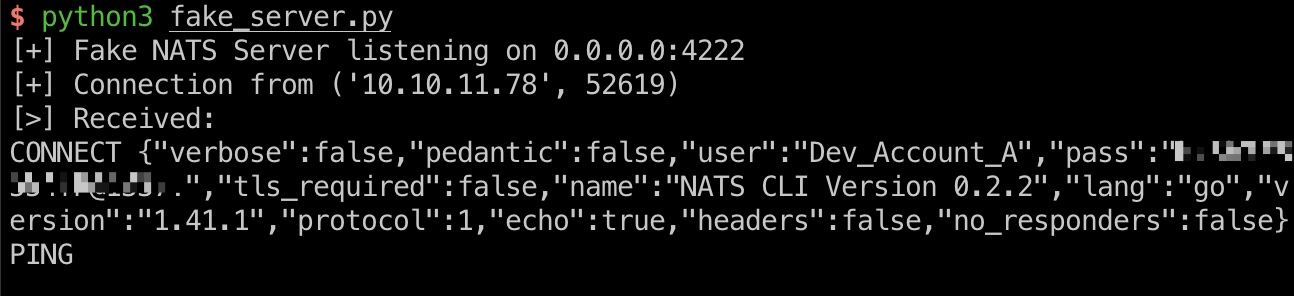 $ python3 fake_server.py
[+] Fake NATS Server listening on 0.0.0.0:4222
[+] Connection from ('10.10.11.78', 52619)
[>] Received:
CONNECT {"verbose":false,"pedantic":false,"user":"Dev_Account_A","pass":"
","tls_required":false,"name":"NATS CLI Version 0.2.2","lang":"go","v
ersion":"1.41.1","protocol":1,"echo":true,"headers":false,"no_responders":false}
PING